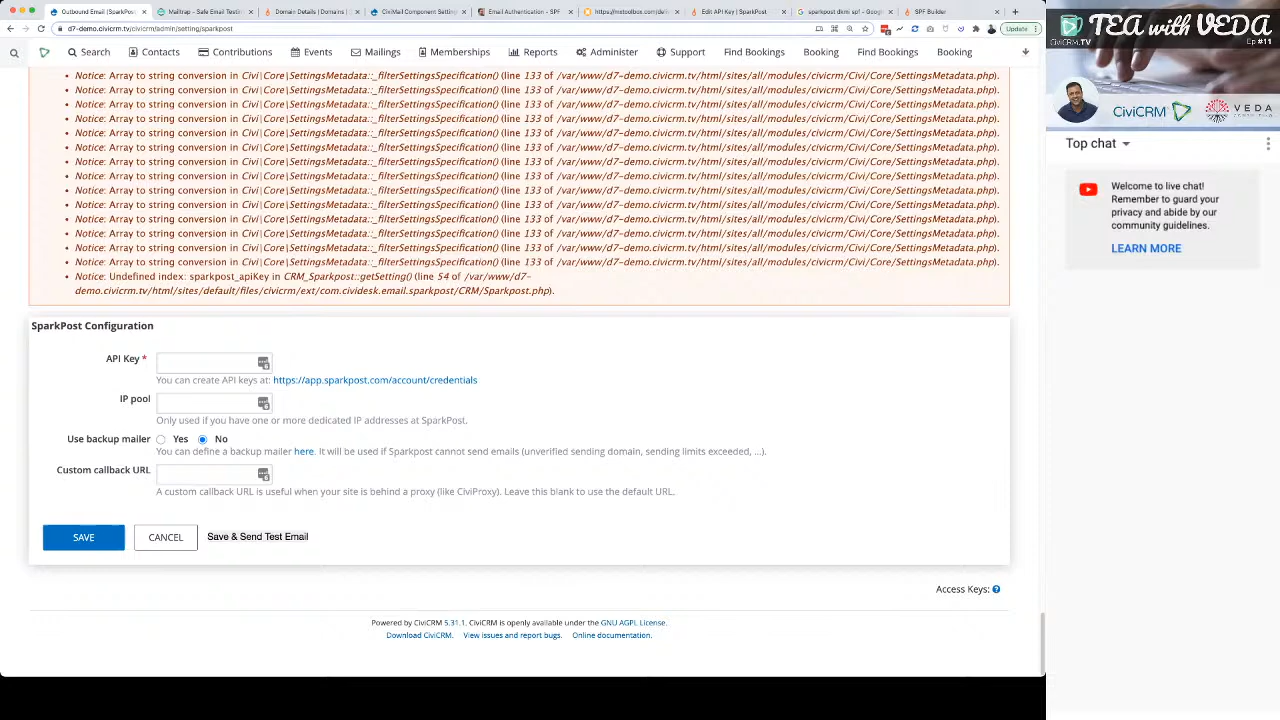 Outbound Email (SparkPos
Mailtrap - Safe Email Testin
Domain Details | Domains |
CiviMail Component Setting
Email Authentication - SPF
https://mxtoolbox.com/deli
Edit API Key | SparkPost
sparkpost dkmi spf - Googl
SPF Builder
d7-demo.civicrm.tv/civicrm/admin/setting/sparkpost
Update
Search Contacts Contributions Events Mailings Memberships Reports Administer Support Find Bookings Booking Find Bookings Booking
Notice: Array to string conversion in Civi\Core\SettingsMetadata::_filterSettingsSpecification() (line 133 of /var/www/d7-demo.civicrm.tv/html/sites/all/modules/civicrm/Civi/Core/SettingsMetadata.php).
Notice: Array to string conversion in Civi\Core\SettingsMetadata::_filterSettingsSpecification() (line 133 of /var/www/d7-demo.civicrm.tv/html/sites/all/modules/civicrm/Civi/Core/SettingsMetadata.php).
Notice: Array to string conversion in Civi\Core\SettingsMetadata::_filterSettingsSpecification() (line 133 of /var/www/d7-demo.civicrm.tv/html/sites/all/modules/civicrm/Civi/Core/SettingsMetadata.php).
Notice: Array to string conversion in Civi\Core\SettingsMetadata::_filterSettingsSpecification() (line 133 of /var/www/d7-demo.civicrm.tv/html/sites/all/modules/civicrm/Civi/Core/SettingsMetadata.php).
Notice: Array to string conversion in Civi\Core\SettingsMetadata::_filterSettingsSpecification() (line 133 of /var/www/d7-demo.civicrm.tv/html/sites/all/modules/civicrm/Civi/Core/SettingsMetadata.php).
Notice: Array to string conversion in Civi\Core\SettingsMetadata::_filterSettingsSpecification() (line 133 of /var/www/d7-demo.civicrm.tv/html/sites/all/modules/civicrm/Civi/Core/SettingsMetadata.php).
Notice: Array to string conversion in Civi\Core\SettingsMetadata::_filterSettingsSpecification() (line 133 of /var/www/d7-demo.civicrm.tv/html/sites/all/modules/civicrm/Civi/Core/SettingsMetadata.php).
Notice: Array to string conversion in Civi\Core\SettingsMetadata::_filterSettingsSpecification() (line 133 of /var/www/d7-demo.civicrm.tv/html/sites/all/modules/civicrm/Civi/Core/SettingsMetadata.php).
Notice: Array to string conversion in Civi\Core\SettingsMetadata::_filterSettingsSpecification() (line 133 of /var/www/d7-demo.civicrm.tv/html/sites/all/modules/civicrm/Civi/Core/SettingsMetadata.php).
Notice: Array to string conversion in Civi\Core\SettingsMetadata::_filterSettingsSpecification() (line 133 of /var/www/d7-demo.civicrm.tv/html/sites/all/modules/civicrm/Civi/Core/SettingsMetadata.php).
Notice: Array to string conversion in Civi\Core\SettingsMetadata::_filterSettingsSpecification() (line 133 of /var/www/d7-demo.civicrm.tv/html/sites/all/modules/civicrm/Civi/Core/SettingsMetadata.php).
Notice: Array to string conversion in Civi\Core\SettingsMetadata::_filterSettingsSpecification() (line 133 of /var/www/d7-demo.civicrm.tv/html/sites/all/modules/civicrm/Civi/Core/SettingsMetadata.php).
Notice: Array to string conversion in Civi\Core\SettingsMetadata::_filterSettingsSpecification() (line 133 of /var/www/d7-demo.civicrm.tv/html/sites/all/modules/civicrm/Civi/Core/SettingsMetadata.php).
Notice: Array to string conversion in Civi\Core\SettingsMetadata::_filterSettingsSpecification() (line 133 of /var/www/d7-demo.civicrm.tv/html/sites/all/modules/civicrm/Civi/Core/SettingsMetadata.php).
Notice: Undefined index: sparkpost_apiKey in CRM_Sparkpost::getSetting() (line 54 of /var/www/d7-
demo.civicrm.tv/html/sites/default/files/civicrm/ext/com.cividesk.email.sparkpost/CRM/Sparkpost.php).
SparkPost Configuration
API Key *
You can create API keys at: https://app.sparkpost.com/account/credentials
IP pool
Only used if you have one or more dedicated IP addresses at SparkPost.
Use backup mailer Yes No
You can define a backup mailer here. It will be used if Sparkpost cannot send emails (unverified sending domain, sending limits exceeded, ...).
Custom callback URL
A custom callback URL is useful when your site is behind a proxy (like CiviProxy). Leave this blank to use the default URL.
SAVE CANCEL Save & Send Test Email
Access Keys: ?
Powered by CiviCRM 5.31.1. CiviCRM is openly available under the GNU AGPL License.
Download CiviCRM. View issues and report bugs. Online documentation.
TEA with VEDA
CIVICRM.TV Ep #11
CiviCRM VEDA
CONSULTING
Top chat
Welcome to live chat!
Remember to guard your
privacy and abide by our
community guidelines.
LEARN MORE